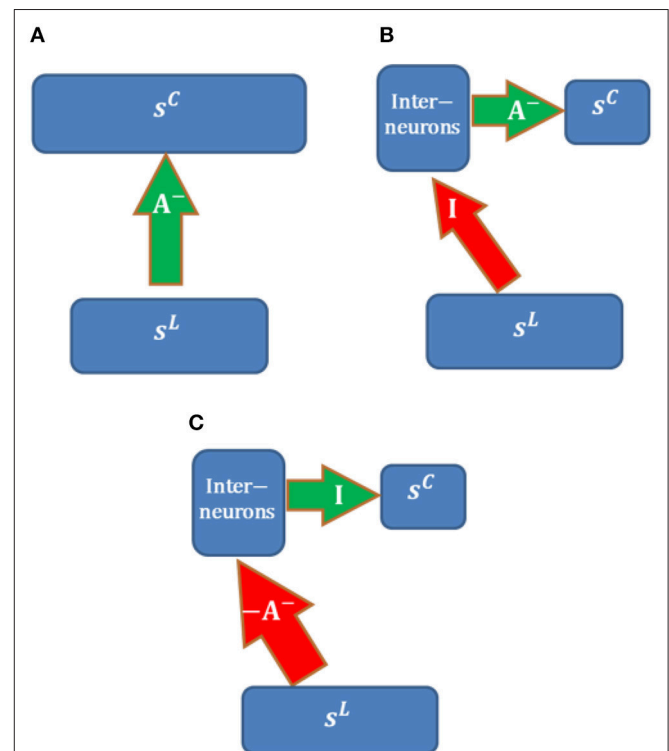 A
s^C
A⁻
s^L
B
Inter−
neurons
A⁻
s^C
I
s^L
C
Inter−
neurons
I
s^C
−A⁻
s^L